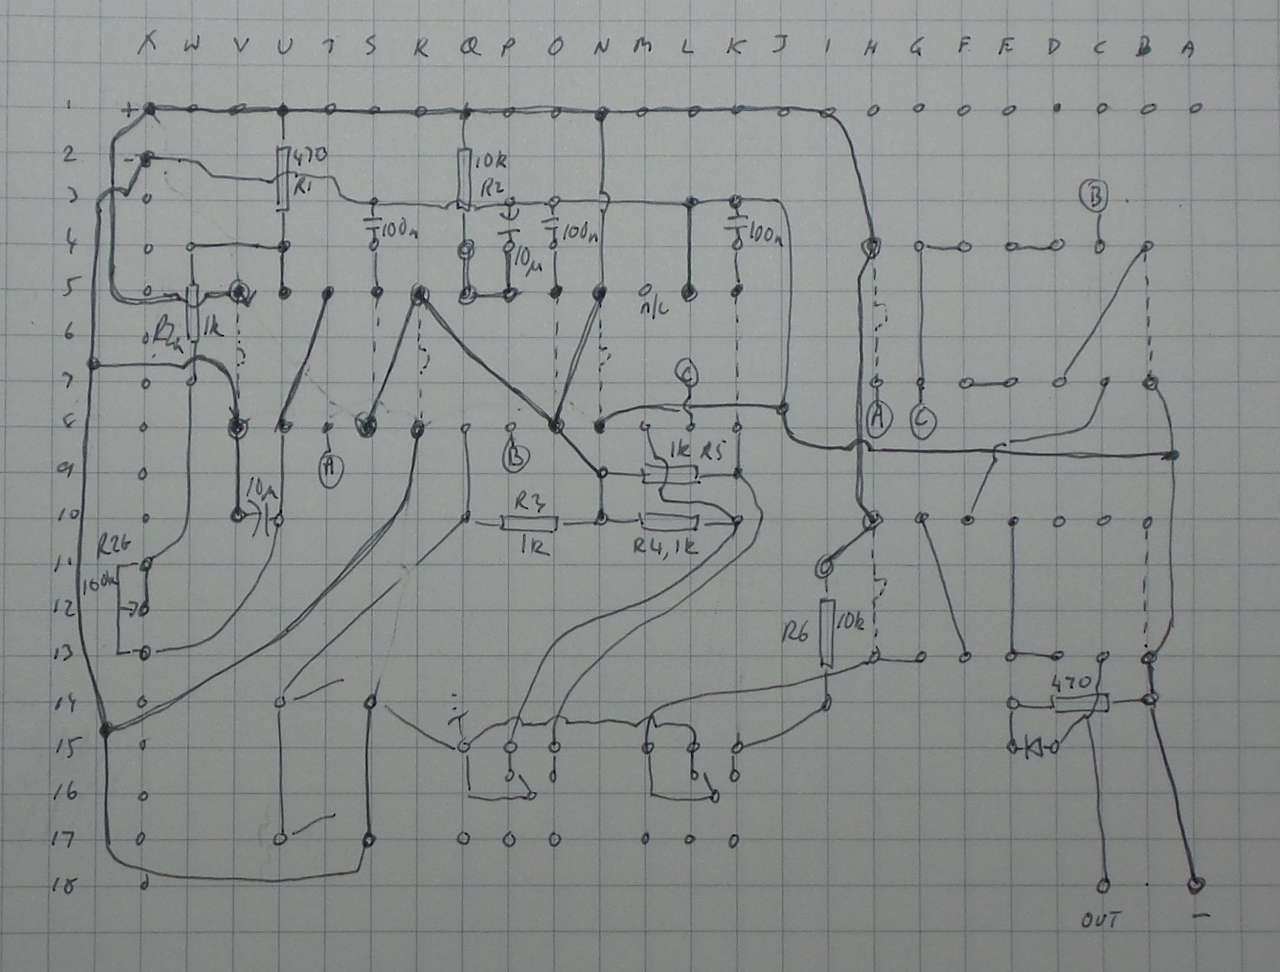 X W V U T S R Q P O N M L K J I H G F E D C B A
1 +
2 - 470 10k
R1 R2
3 B
100n 100n 100n
4
10µ
5
n/c
6 1k
7 C
A C
8
A B
9 1k R5
10µ R3
10
1k R4, 1k
R26
11
100k
12
R6 10k
13
470
14
15
16
17
18
OUT -